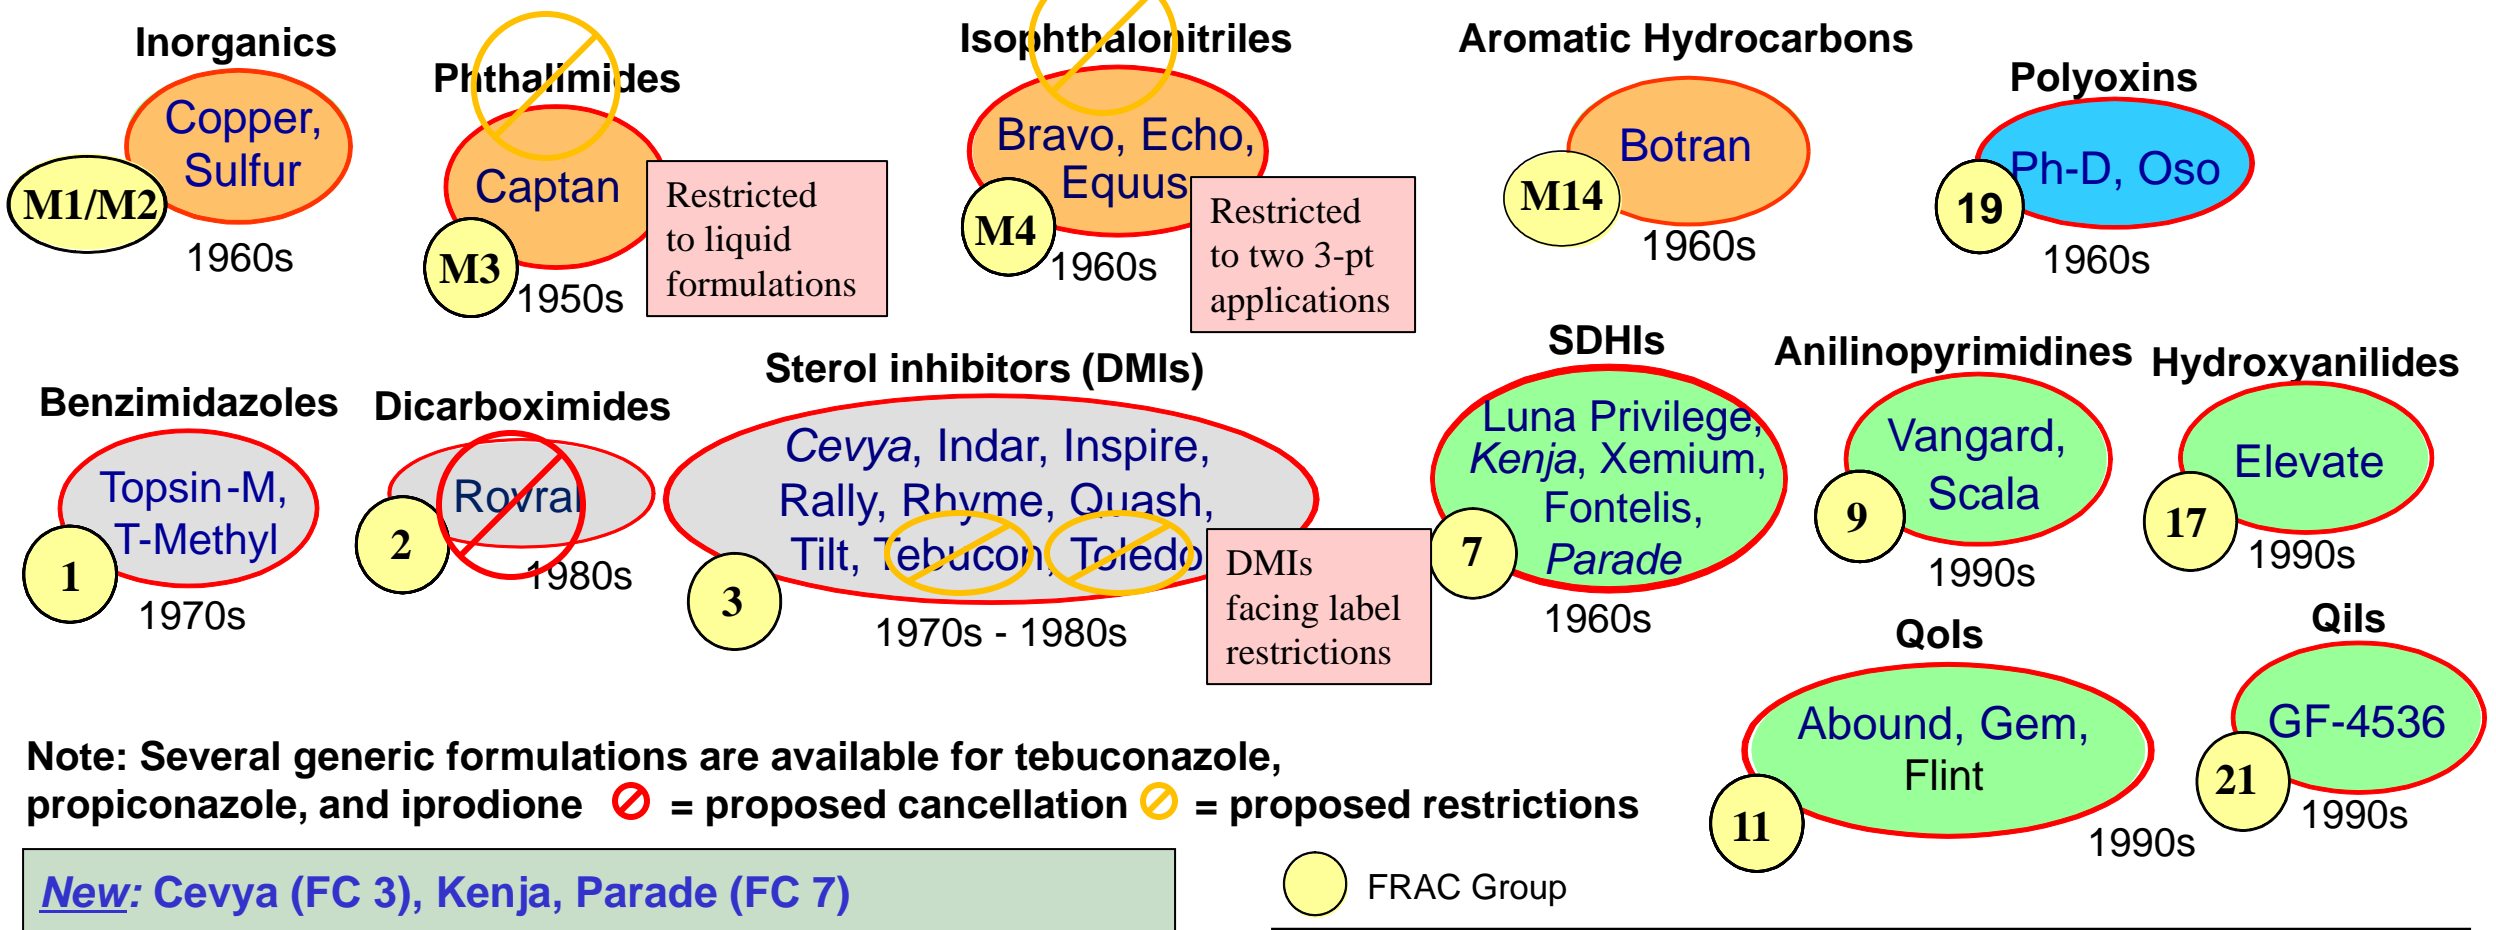 Inorganics
Copper,
Sulfur
M1/M2
1960s
Phthalimides
Captan
M3
1950s
Restricted
to liquid
formulations
Isophthalonitriles
Bravo, Echo,
Equus
M4
1960s
Restricted
to two 3-pt
applications
Aromatic Hydrocarbons
Botran
M14
1960s
Polyoxins
Ph-D, Oso
19
1960s
Benzimidazoles
Topsin-M,
T-Methyl
1
1970s
Dicarboximides
Rovral
2
1980s
Sterol inhibitors (DMIs)
Cevya, Indar, Inspire,
Rally, Rhyme, Quash,
Tilt, Tebucon, Toledo
3
1970s - 1980s
DMIs
facing label
restrictions
SDHIs
Luna Privilege,
Kenja, Xemium,
Fontelis,
Parade
7
1960s
Anilinopyrimidines
Vangard,
Scala
9
1990s
Hydroxyanilides
Elevate
17
1990s
QoIs
Abound, Gem,
Flint
11
1990s
QiIs
GF-4536
21
1990s
Note: Several generic formulations are available for tebuconazole,
propiconazole, and iprodione = proposed cancellation = proposed restrictions
New: Cevya (FC 3), Kenja, Parade (FC 7)
FRAC Group